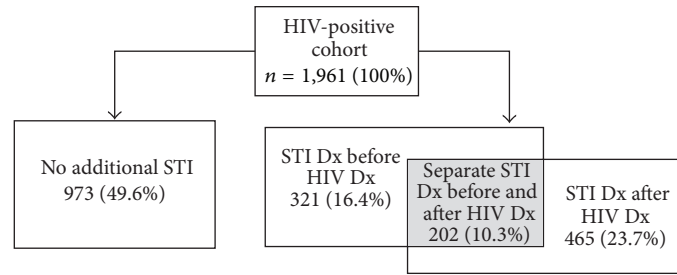 HIV-positive
cohort
n = 1,961 (100%)
No additional STI
973 (49.6%)
STI Dx before
HIV Dx
321 (16.4%)
Separate STI
Dx before and
after HIV Dx
202 (10.3%)
STI Dx after
HIV Dx
465 (23.7%)